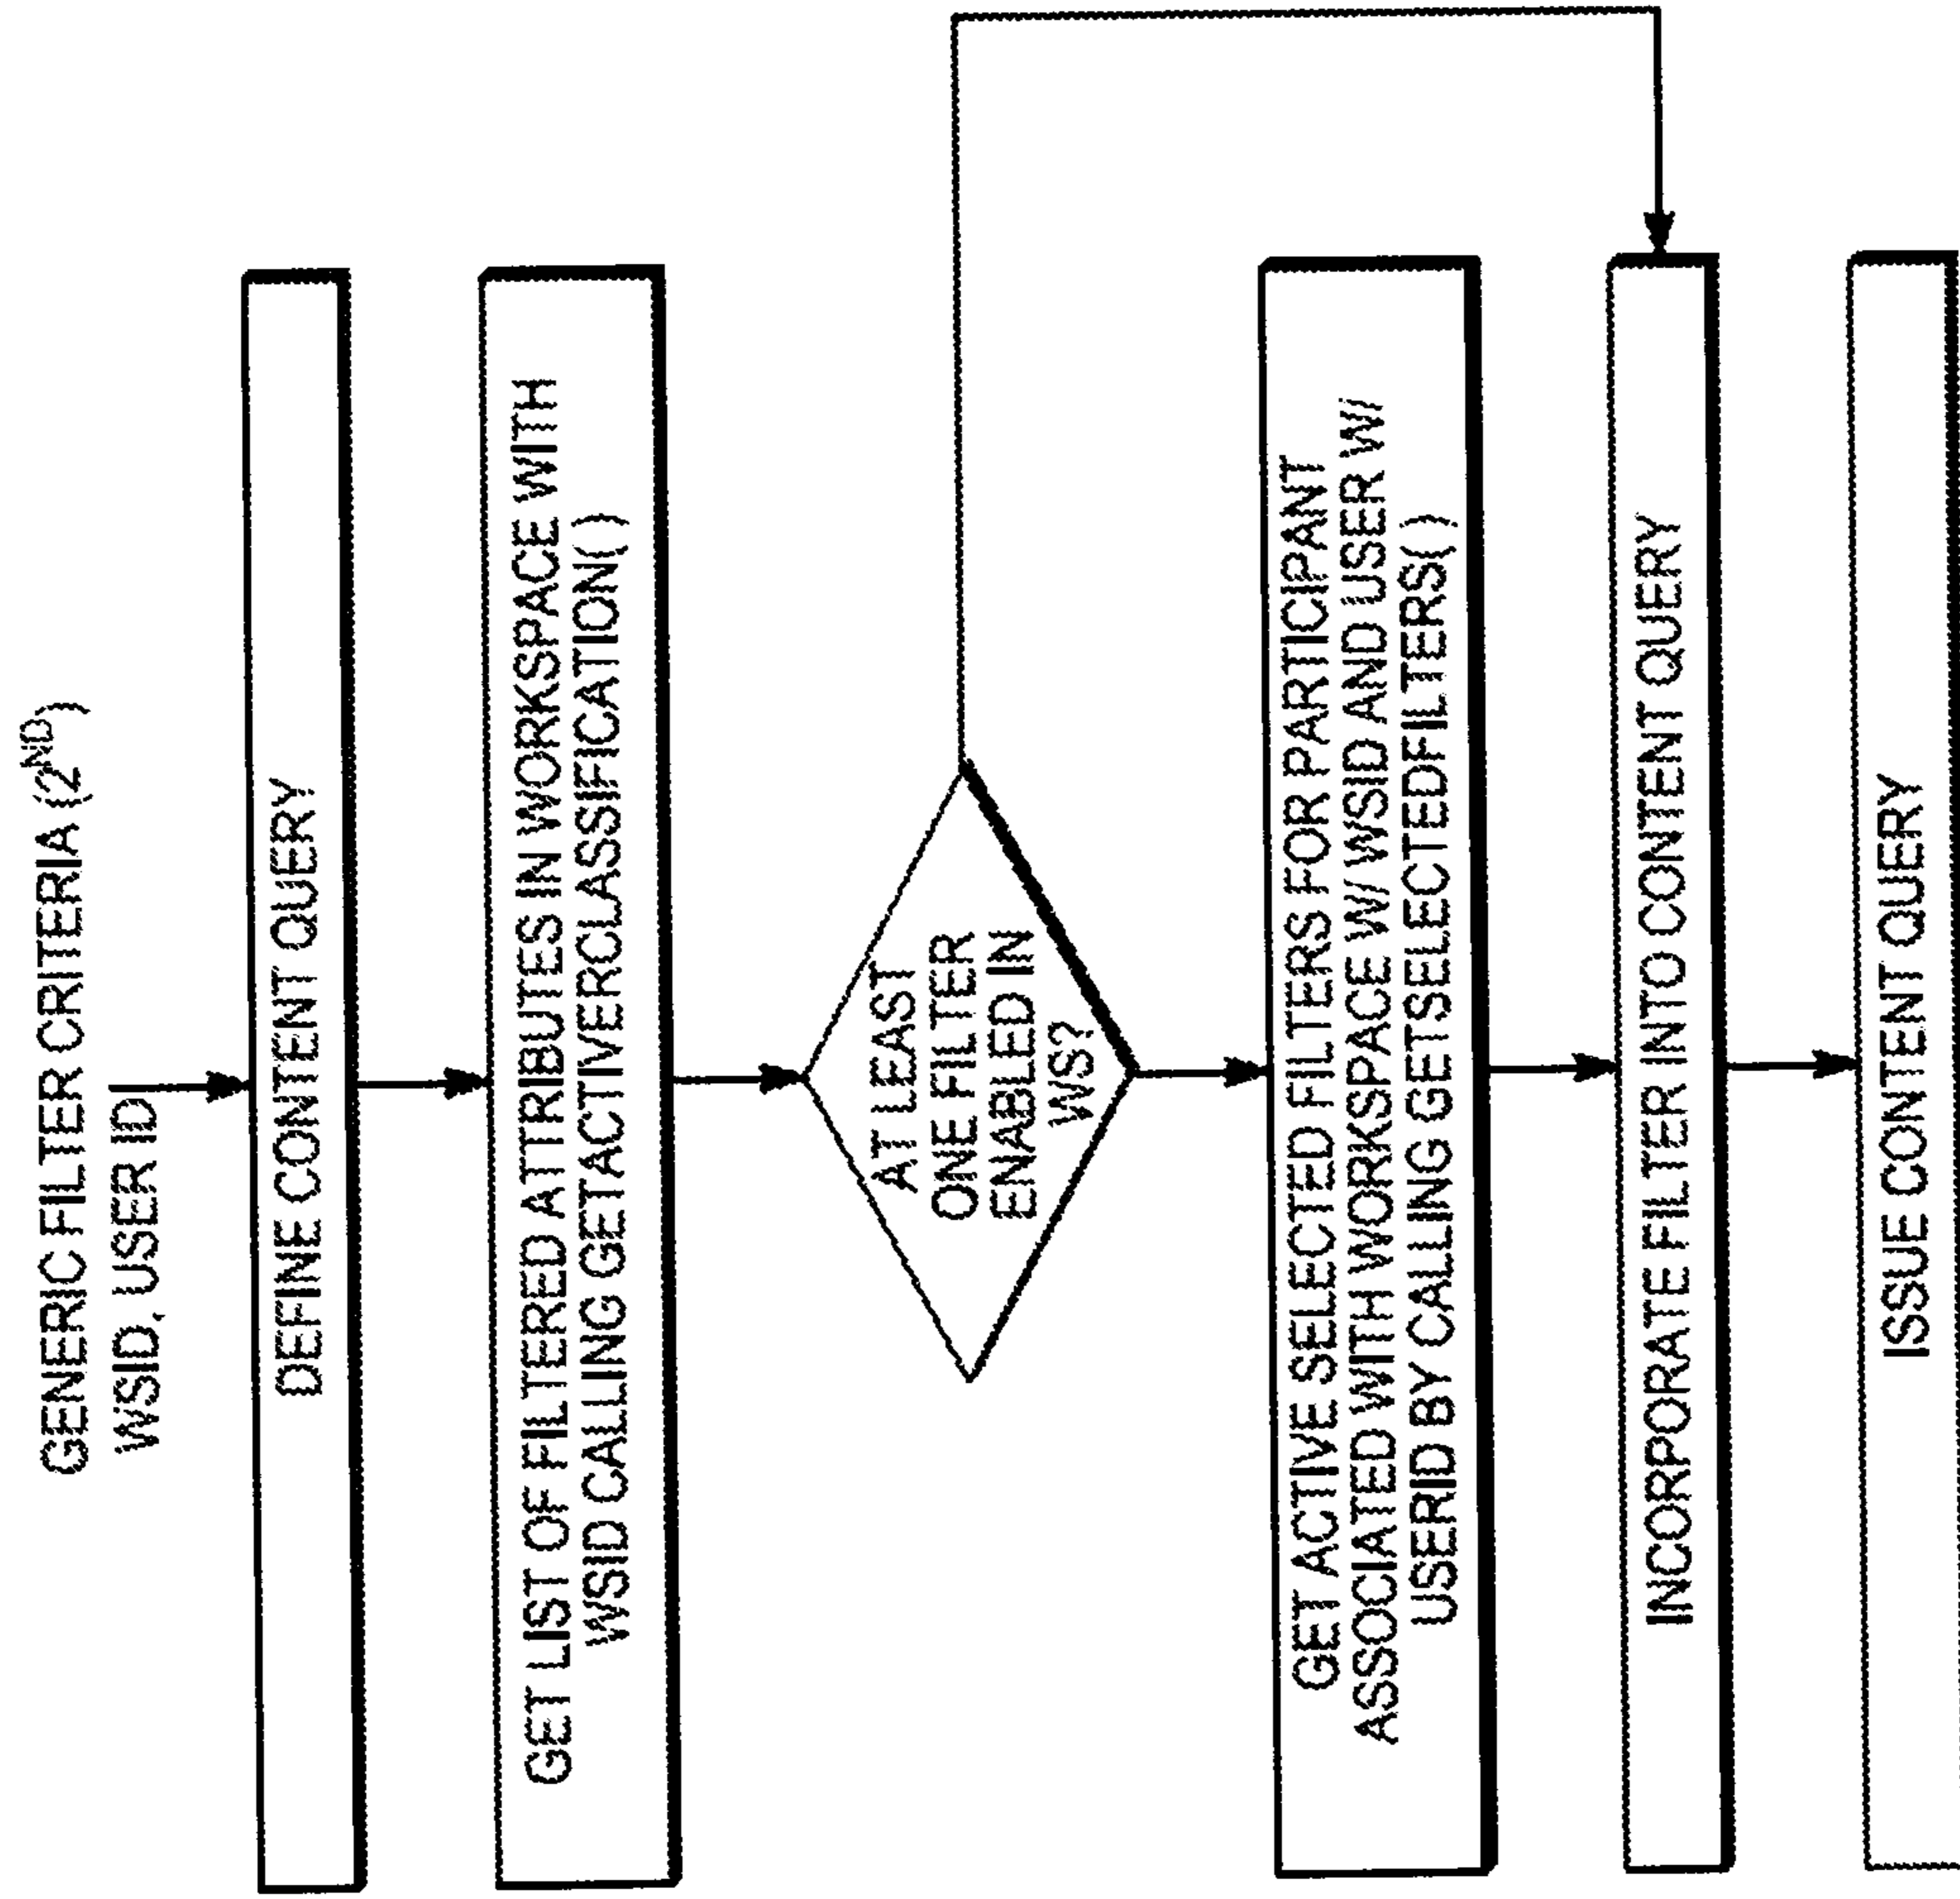 GENERIC FILTER CRITERIA (2ND)
WSID, USER ID
DEFINE CONTENT QUERY
GET LIST OF FILTERED ATTRIBUTES IN WORKSPACE WITH
WSID CALLING GETACTIVERCLASSIFICATION( )
AT LEAST
ONE FILTER
ENABLED IN
WS?
GET ACTIVE SELECTED FILTERS FOR PARTICIPANT
ASSOCIATED WITH WORKSPACE W/ WSID AND USER W/
USERID BY CALLING GETSELECTEDFILTERS( )
INCORPORATE FILTER INTO CONTENT QUERY
ISSUE CONTENT QUERY